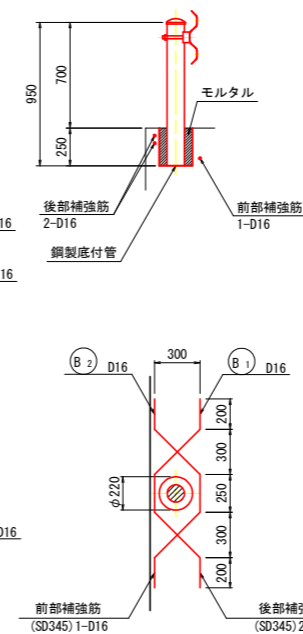 950
700
250
モルタル
後部補強筋
2-D16
前部補強筋
1-D16
鋼製底付管
16
16
D16
300
B 2
D16
B 1
D16
200
300
250
300
200
φ220
前部補強筋
(SD345) 1-D16
後部補強
(SD345) 2